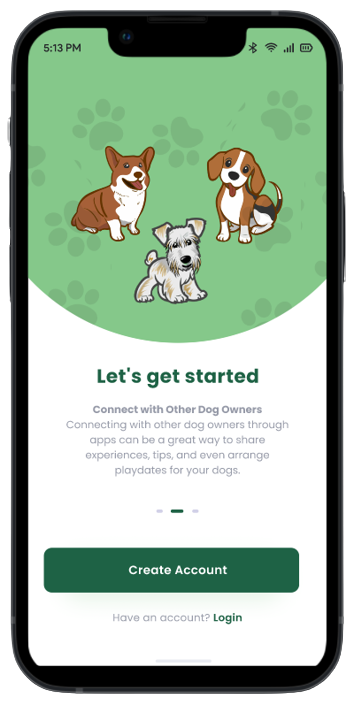 5:13 PM
Let's get started
Connect with Other Dog Owners
Connecting with other dog owners through
apps can be a great way to share
experiences, tips, and even arrange
playdates for your dogs.
Create Account
Have an account? Login